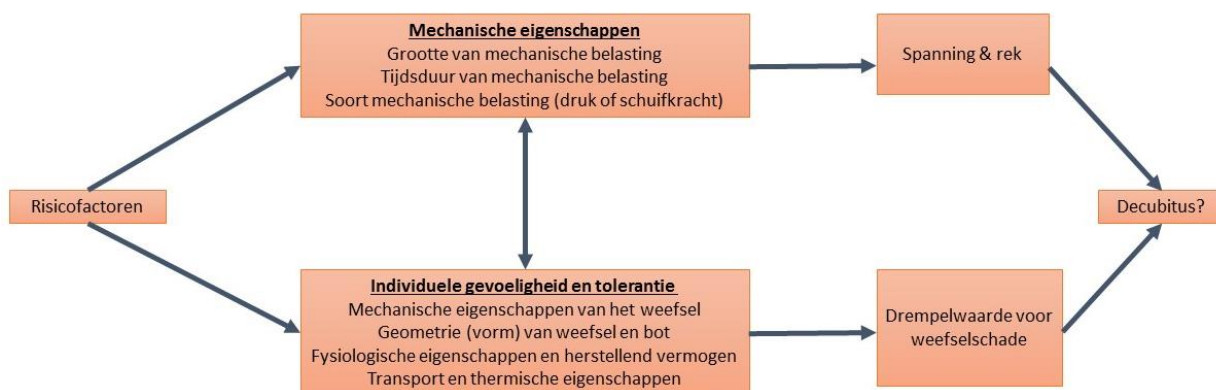 Mechanische eigenschappen
Grootte van mechanische belasting
Tijdsduur van mechanische belasting
Soort mechanische belasting (druk of schuifkracht)
Spanning & rek
Risicofactoren
Decubitus?
Individuele gevoeligheid en tolerantie
Mechanische eigenschappen van het weefsel
Geometrie (vorm) van weefsel en bot
Fysiologische eigenschappen en herstellend vermogen
Transport en thermische eigenschappen
Drempelwaarde voor
weefselschade